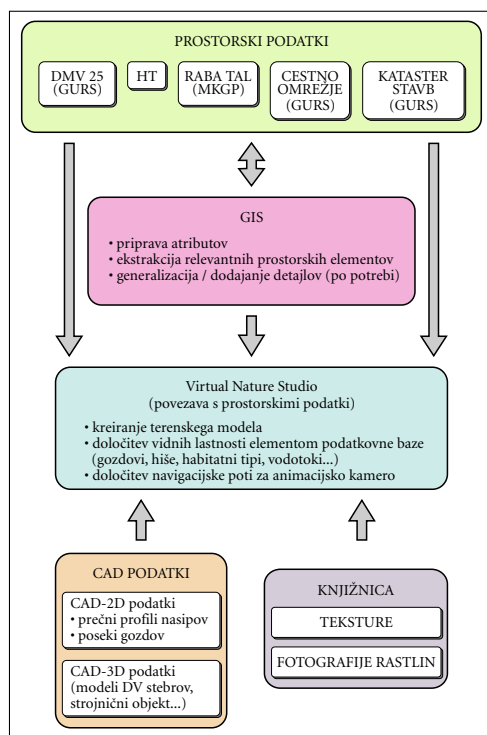 PROSTORSKI PODATKI
DMV 25
(GURS)
HT
RABA TAL
(MKGP)
CESTNO
OMREŽJE
(GURS)
KATASTER
STAVB
(GURS)
GIS
• priprava atributov
• ekstrakcija relevantnih prostorskih elementov
• generalizacija / dodajanje detajlov (po potrebi)
Virtual Nature Studio
(povezava s prostorskimi podatki)
• kreiranje terenskega modela
• določitev vidnih lastnosti elementom podatkovne baze
(gozdovi, hiše, habitatni tipi, vodotoki...)
• določitev navigacijske poti za animacijsko kamero
CAD PODATKI
CAD-2D podatki
• prečni profili nasipov
• poseki gozdov
CAD-3D podatki
(modeli DV stebrov,
strojnični objekt...)
KNJIŽNICA
TEKSTURE
FOTOGRAFIJE RASTLIN